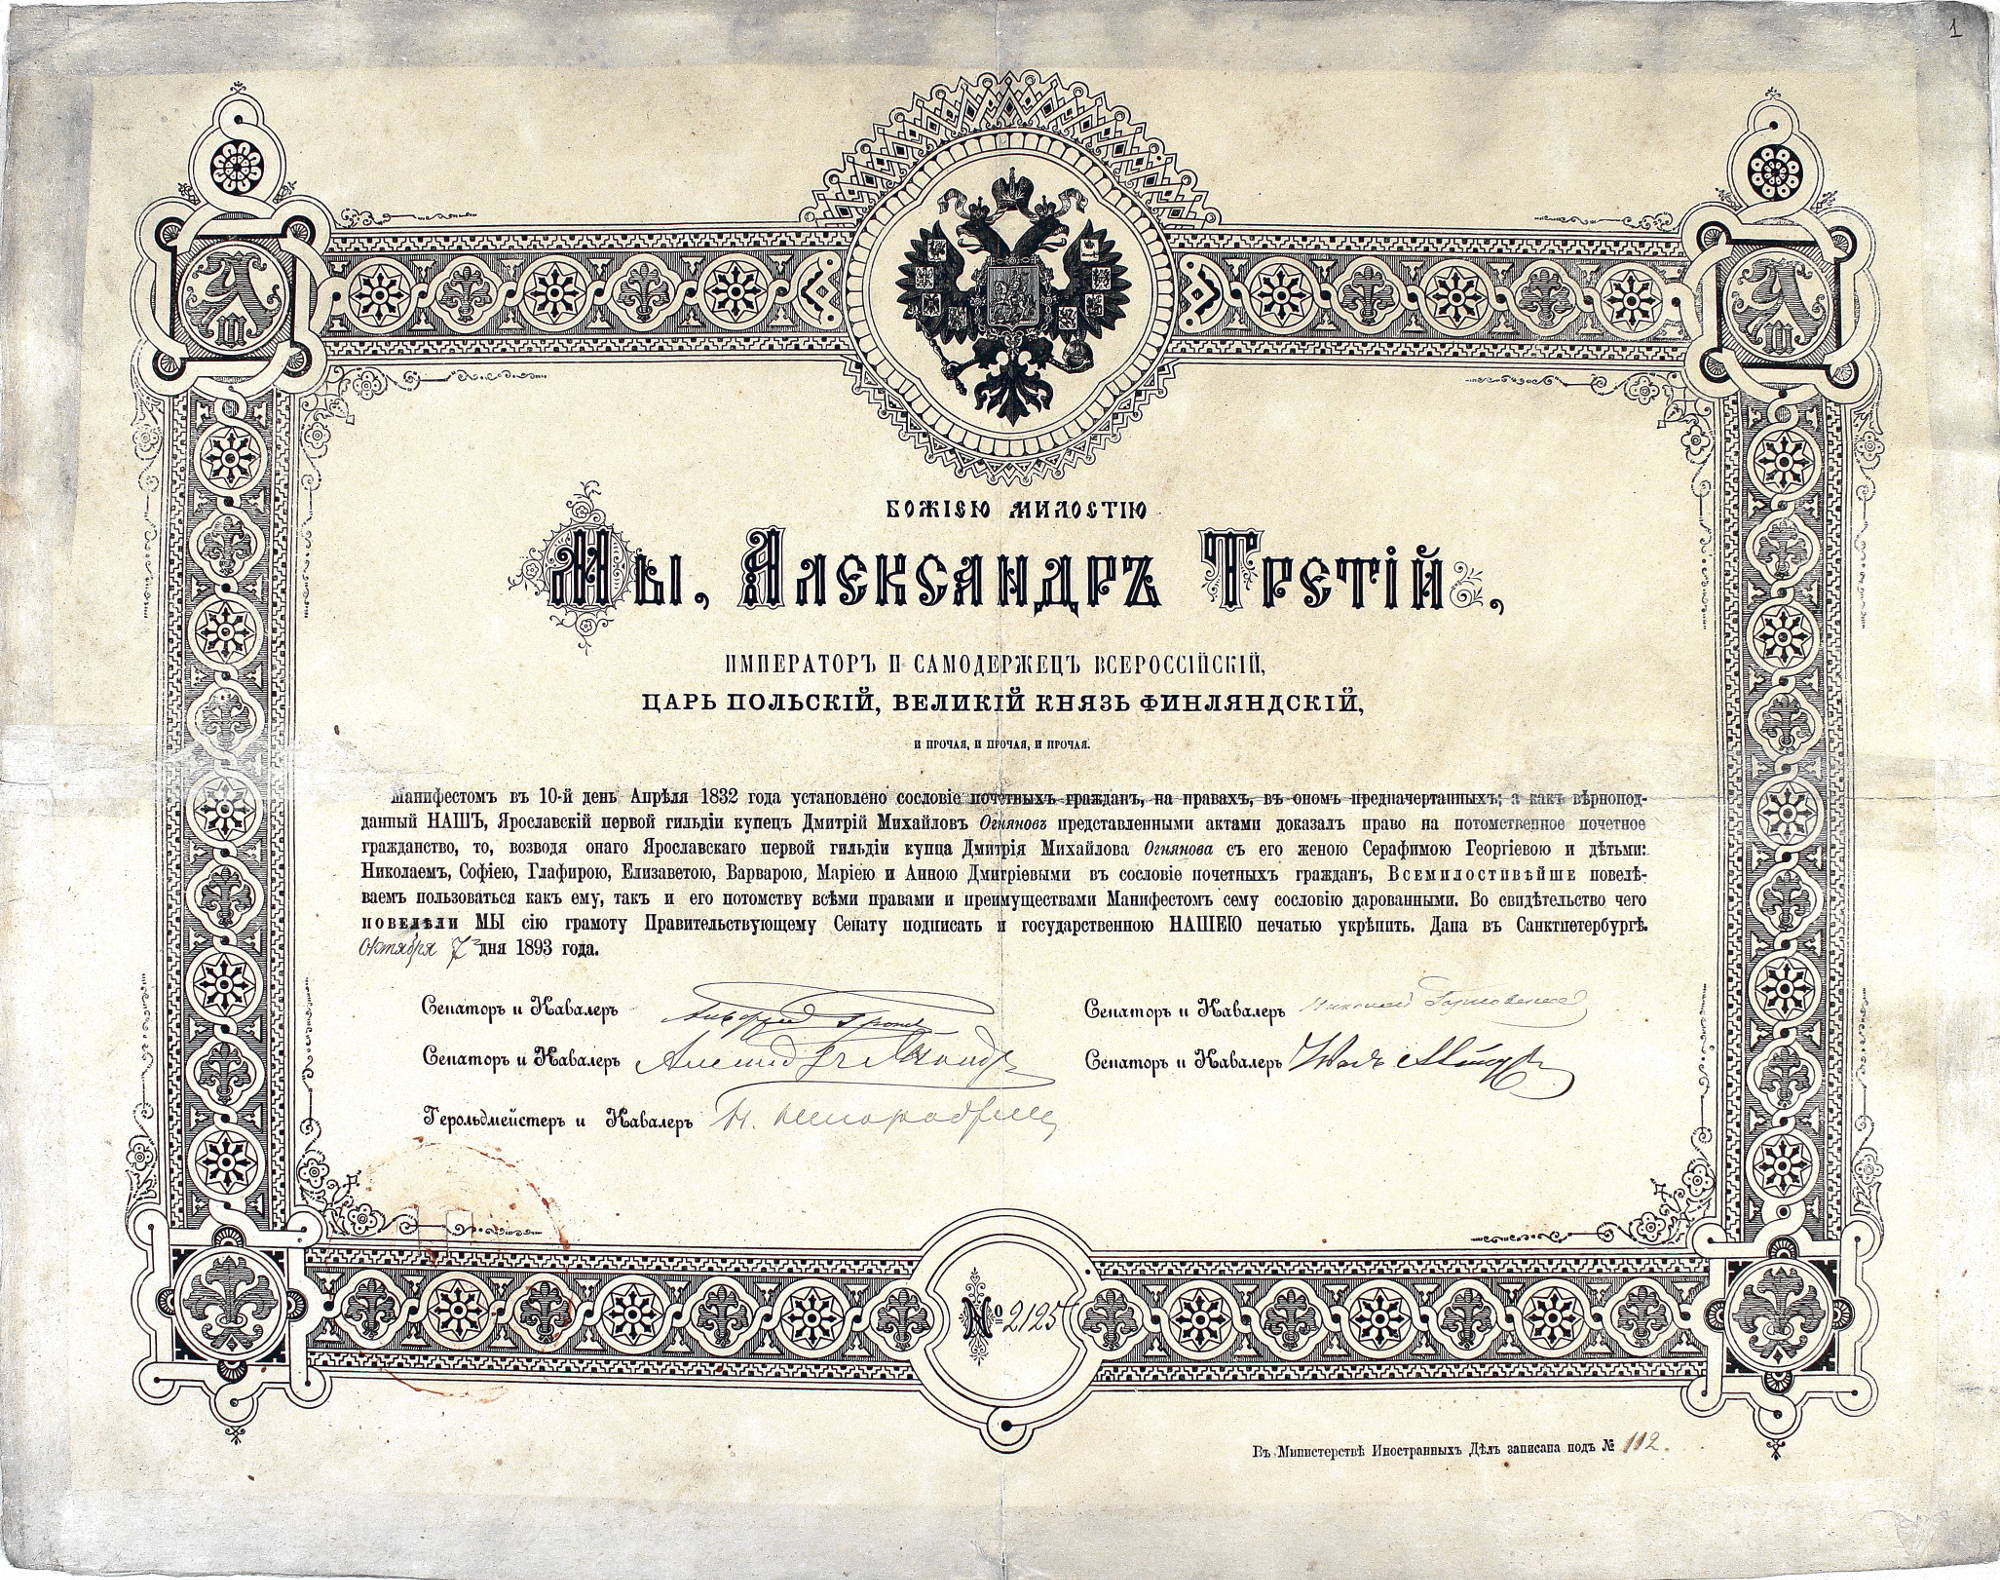 1
БОЖІЕЮ МИЛОСТІЮ
Мы, Александръ Третій,
ИМПЕРАТОРЪ И САМОДЕРЖЕЦЪ ВСЕРОССІЙСКІЙ,
ЦАРЬ ПОЛЬСКІЙ, ВЕЛИКІЙ КНЯЗЬ ФИНЛЯНДСКІЙ,
И ПРОЧАЯ, И ПРОЧАЯ, И ПРОЧАЯ.
Манифестомъ въ 10-й день Апрѣля 1832 года установлено сословіе почетныхъ гражданъ, на правахъ, въ ономъ предначертанныхъ; а какъ вѣрнопод-
данный НАШЪ, Ярославскій первой гильдіи купецъ Дмитрій Михайловъ Огняновъ представленными актами доказалъ право на потомственное почетное
гражданство, то, возводя онаго Ярославскаго первой гильдіи купца Дмитрія Михайлова Огнянова съ его женою Серафимою Георгіевою и дѣтьми:
Николаемъ, Софіею, Глафирою, Елизаветою, Варварою, Маріею и Анною Дмитріевыми въ сословіе почетныхъ гражданъ, Всемилостивѣйше повелѣ-
ваемъ пользоваться какъ ему, такъ и его потомству всѣми правами и преимуществами Манифестомъ сему сословію дарованными. Во свидѣтельство чего
повелѣли МЫ сію грамоту Правительствующему Сенату подписать и государственною НАШЕЮ печатью укрѣпить. Дана въ Санктпетербургѣ.
Октября 7 дня 1893 года.
Сенаторъ и Кавалеръ
Сенаторъ и Кавалеръ
Сенаторъ и Кавалеръ
Сенаторъ и Кавалеръ
Герольдмейстеръ и Кавалеръ
№ 2125
Въ Министерствѣ Иностранныхъ Дѣлъ записана подъ № 112.